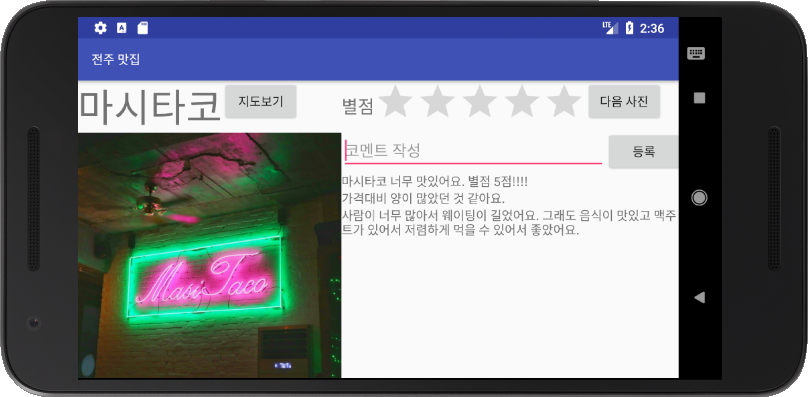 LTE 2:36
전주 맛집
마시타코 지도보기 별점 다음 사진
코멘트 작성 등록
마시타코 너무 맛있어요. 별점 5점!!!!
가격대비 양이 많았던 것 같아요.
사람이 너무 많아서 웨이팅이 길었어요. 그래도 음식이 맛있고 맥주
트가 있어서 저렴하게 먹을 수 있어서 좋았어요.
Masi Taco